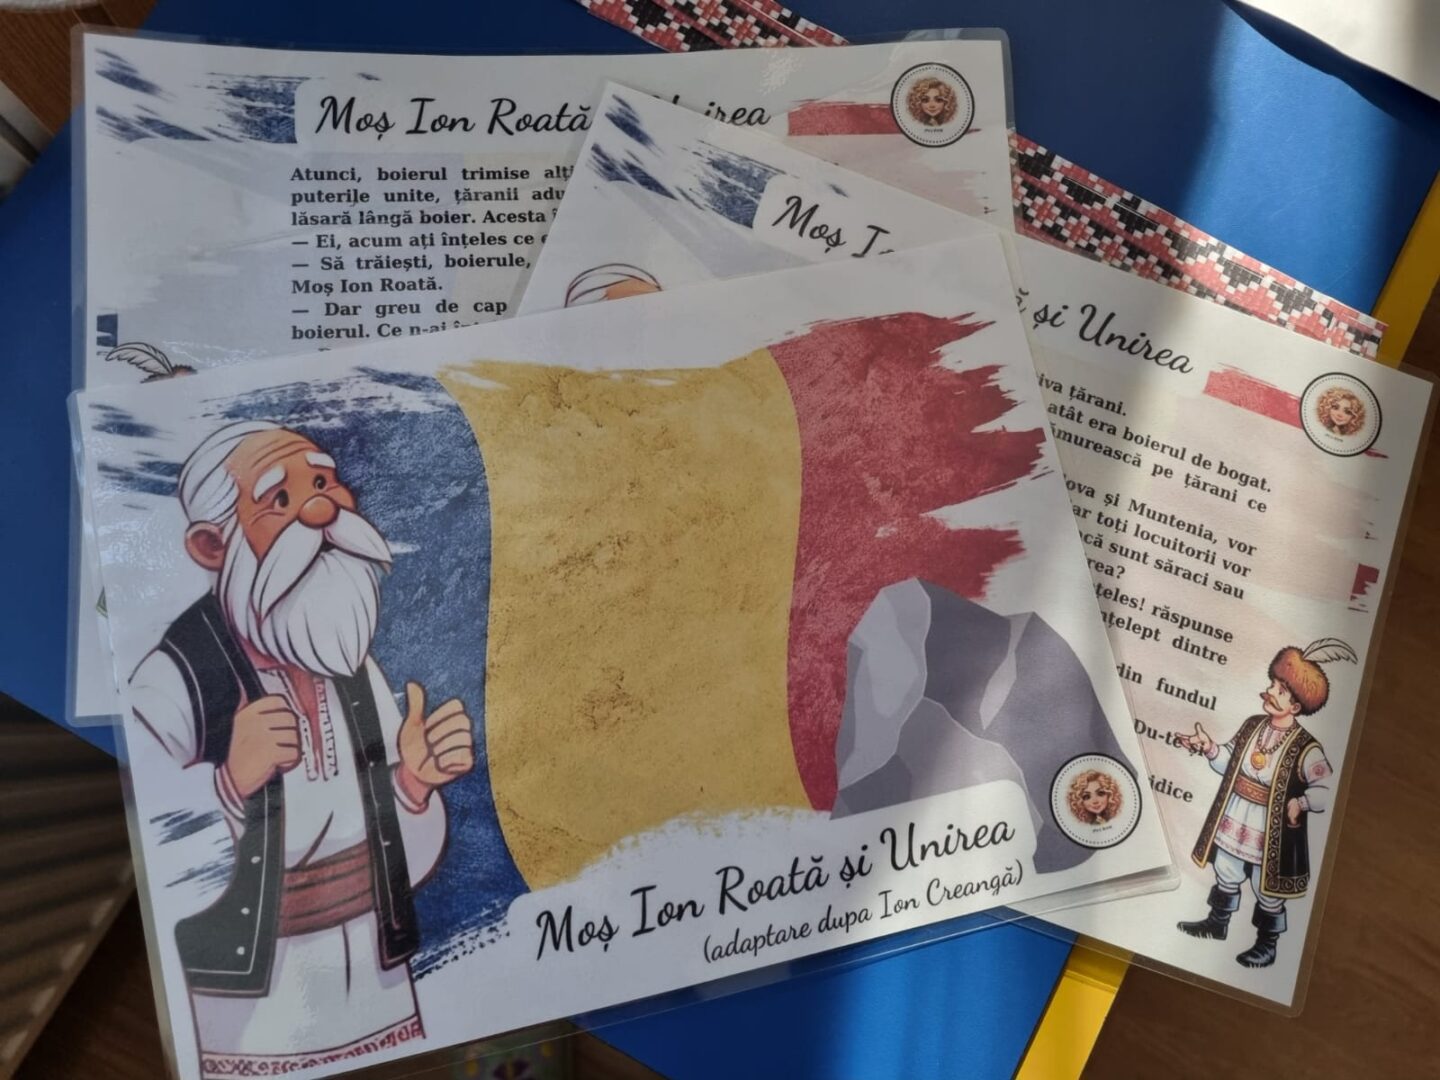 Moș Ion Roată
Unirea
Atunci, boierul trimise alți
puterile unite, țăranii adu
lăsară lângă boier. Acesta
— Ei, acum ați înțeles ce
— Să trăiești, boierule,
Moș Ion Roată.
— Dar greu de cap
boierul. Ce n-ai
Moș
și Unirea
iva țărani.
atât era boierul de bogat.
murească pe țărani ce
ova și Muntenia, vor
ar toți locuitorii vor
că sunt săraci sau
rea?
țeles! răspunse
nțelept dintre
din fundul
Du-te și
idice
Moș Ion Roată și Unirea
(adaptare dupa Ion Creangă)